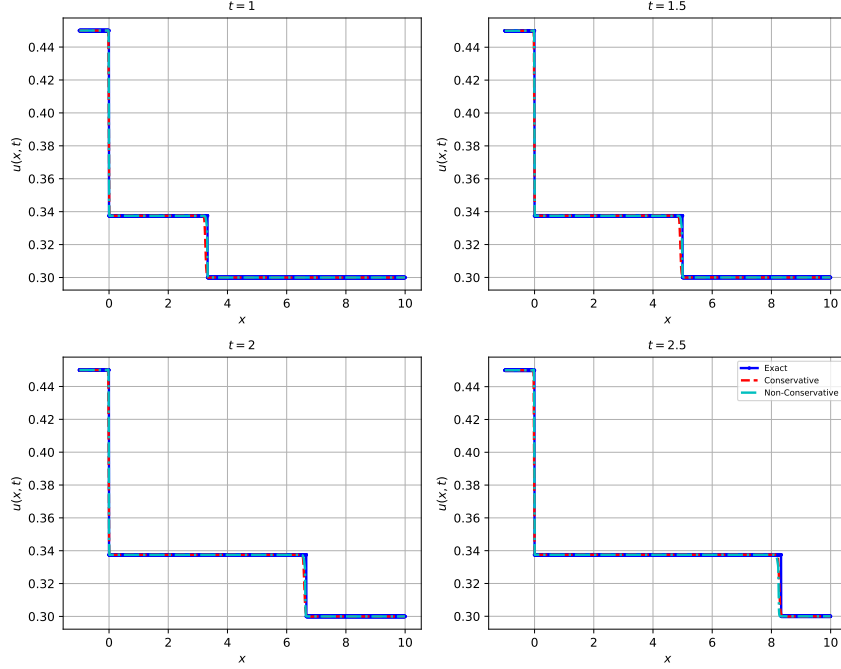 t = 1
0.44
0.42
0.40
0.38
0.36
0.34
0.32
0.30
u(x, t)
0 2 4 6 8 10
x
t = 1.5
0.44
0.42
0.40
0.38
0.36
0.34
0.32
0.30
u(x, t)
0 2 4 6 8 10
x
t = 2
0.44
0.42
0.40
0.38
0.36
0.34
0.32
0.30
u(x, t)
0 2 4 6 8 10
x
t = 2.5
Exact
Conservative
Non-Conservative
0.44
0.42
0.40
0.38
0.36
0.34
0.32
0.30
u(x, t)
0 2 4 6 8 10
x